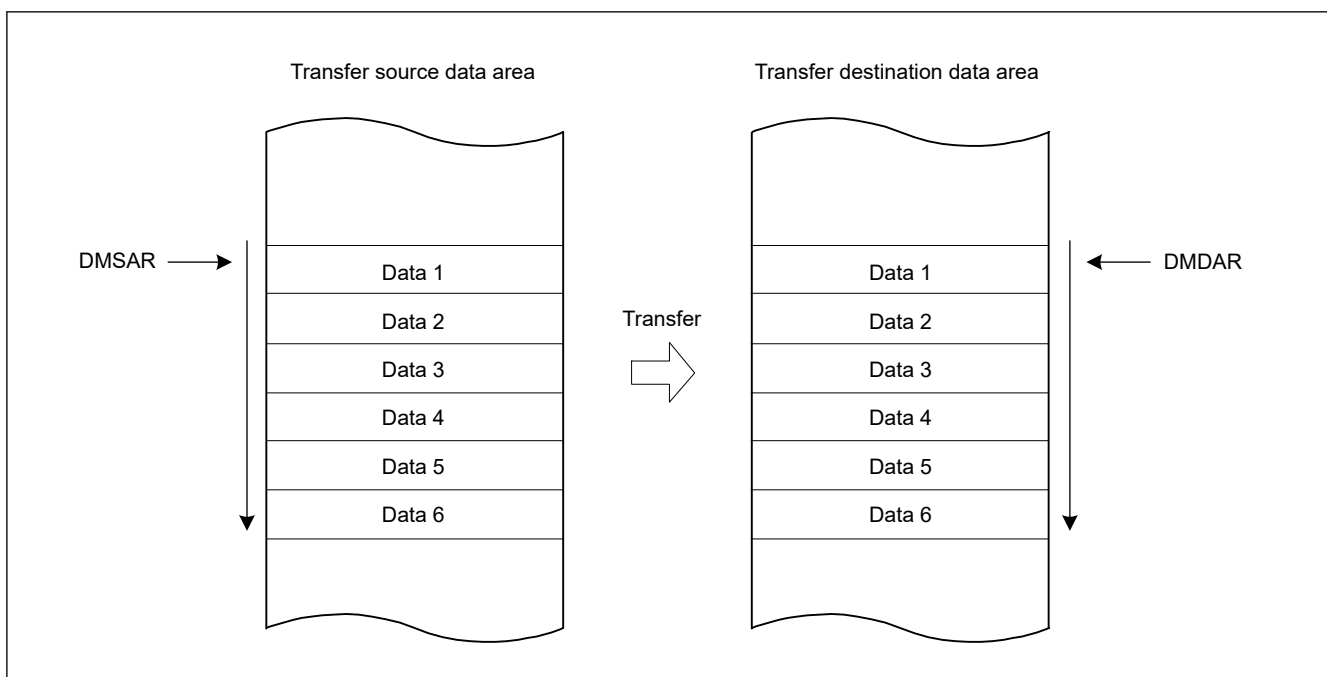 Transfer source data area
Transfer destination data area
DMSAR
DMDAR
Data 1
Data 2
Data 3
Data 4
Data 5
Data 6
Transfer
Data 1
Data 2
Data 3
Data 4
Data 5
Data 6